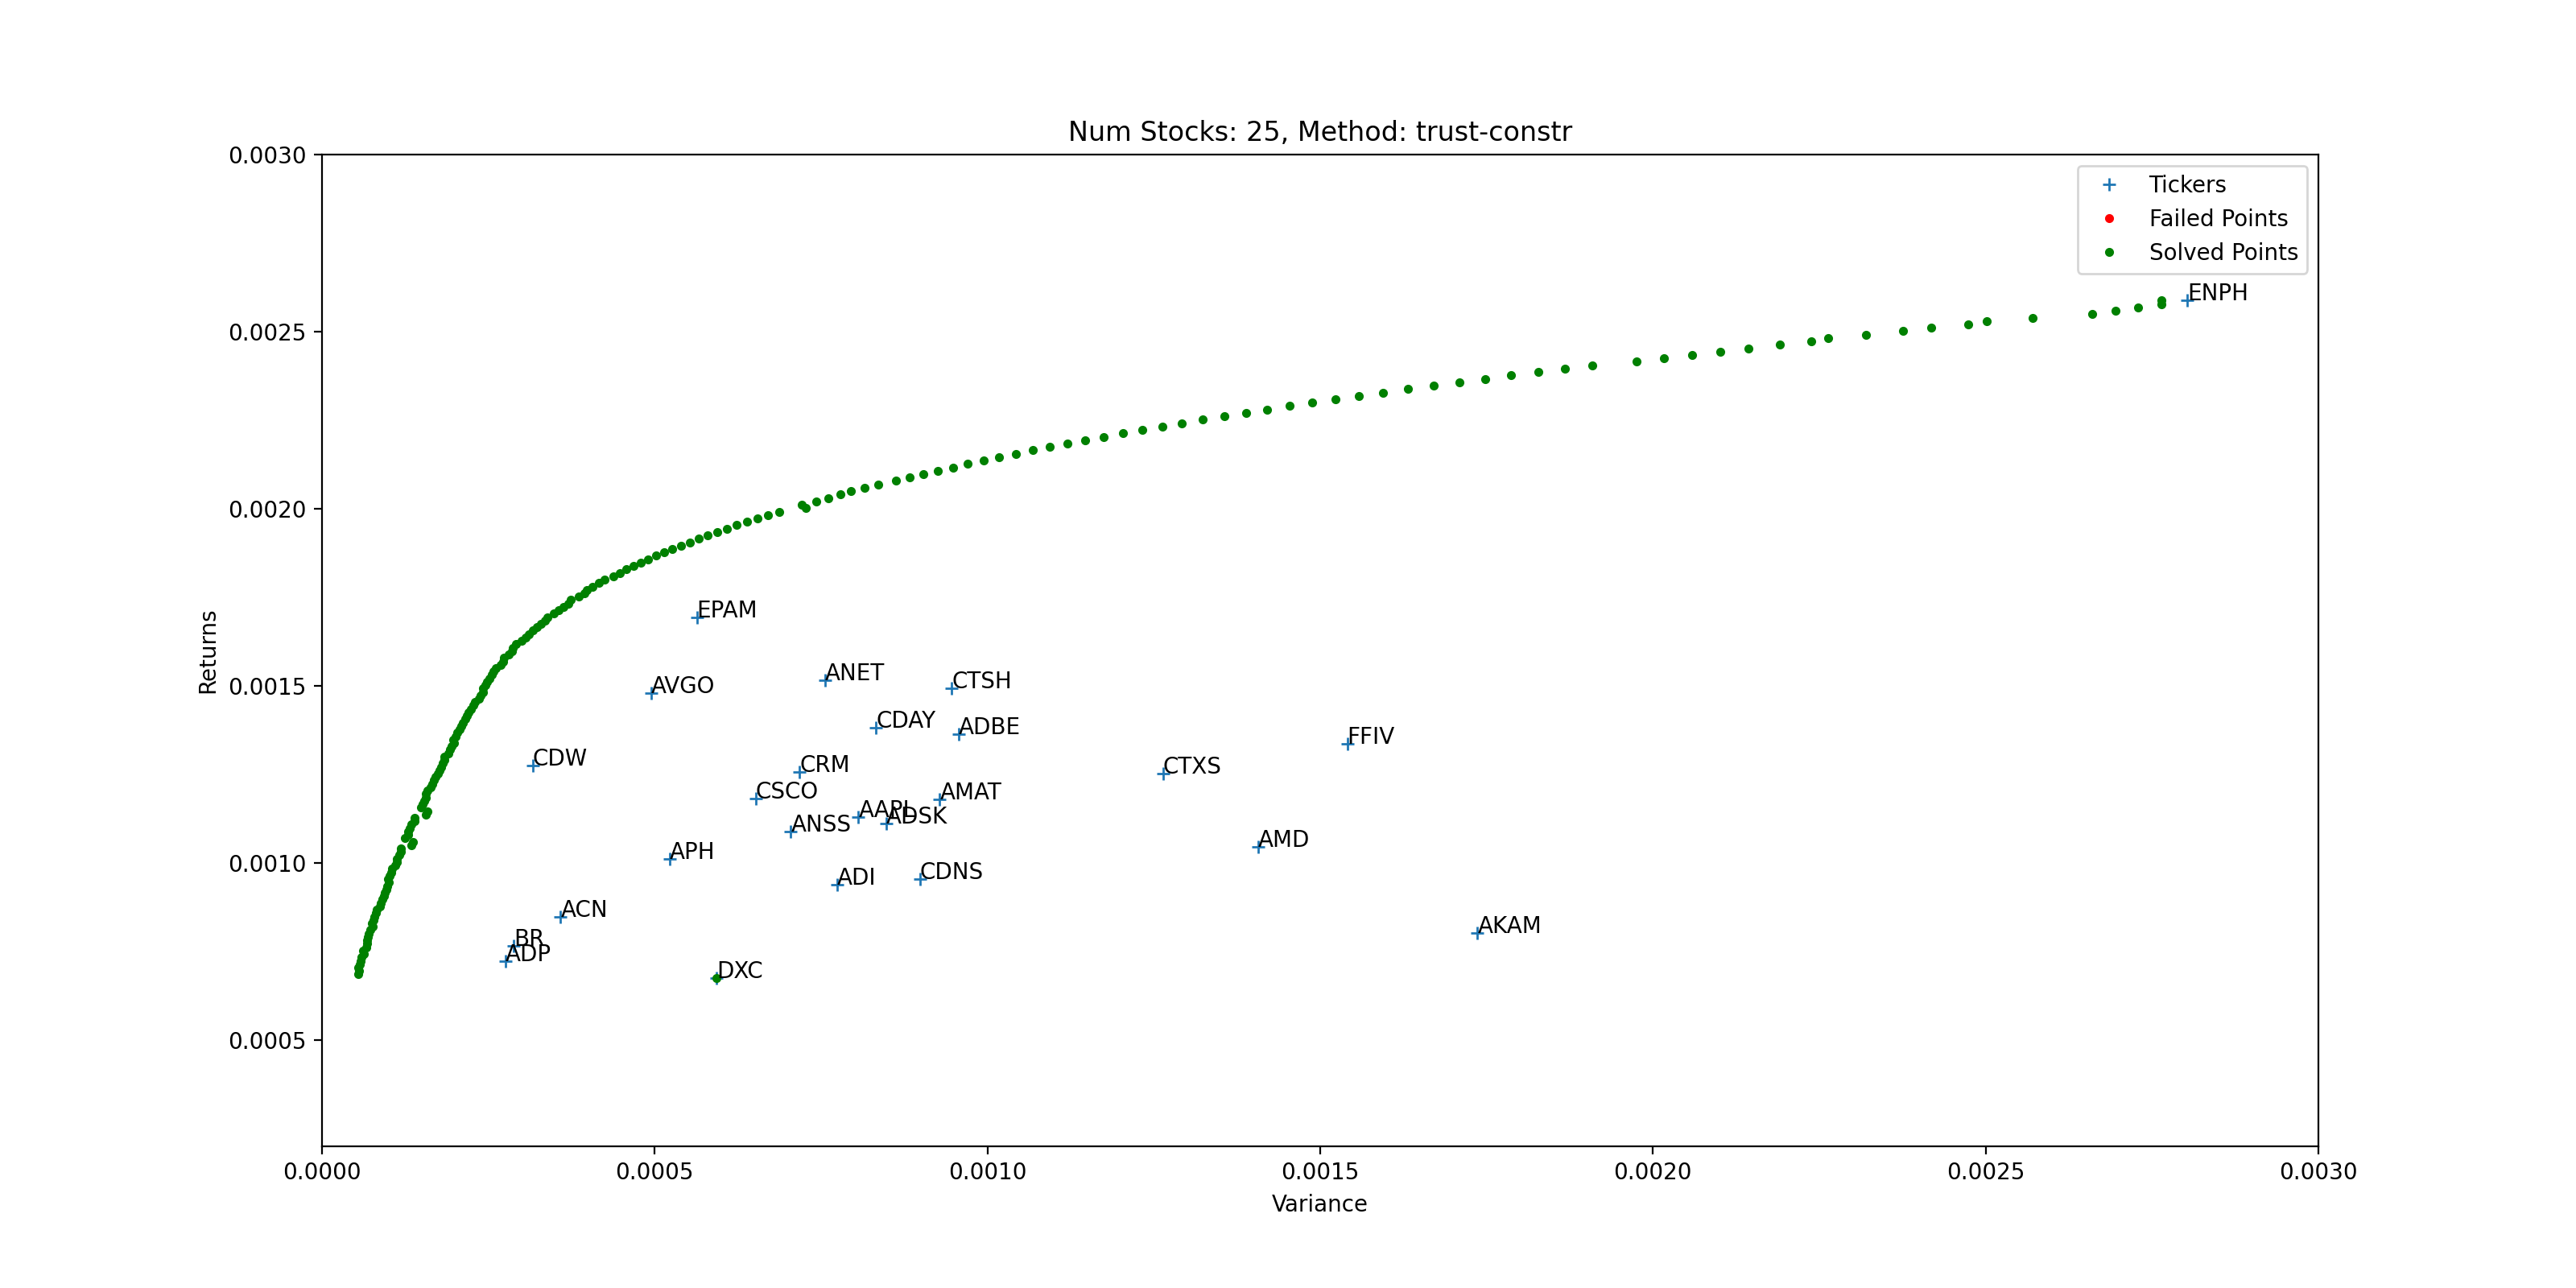 Num Stocks: 25, Method: trust-constr
0.0030
Tickers
Failed Points
Solved Points
ENPH
0.0025
0.0020
EPAM
Returns
ANET
CTSH
0.0015
AVGO
CDAY
ADBE
FFIV
CDW
CRM
CTXS
CSCO
AMAT
AAPL
ADSK
ANSS
AMD
APH
0.0010
ADI
CDNS
ACN
AKAM
BR
ADP
DXC
0.0005
0.0000 0.0005 0.0010 0.0015 0.0020 0.0025 0.0030
Variance